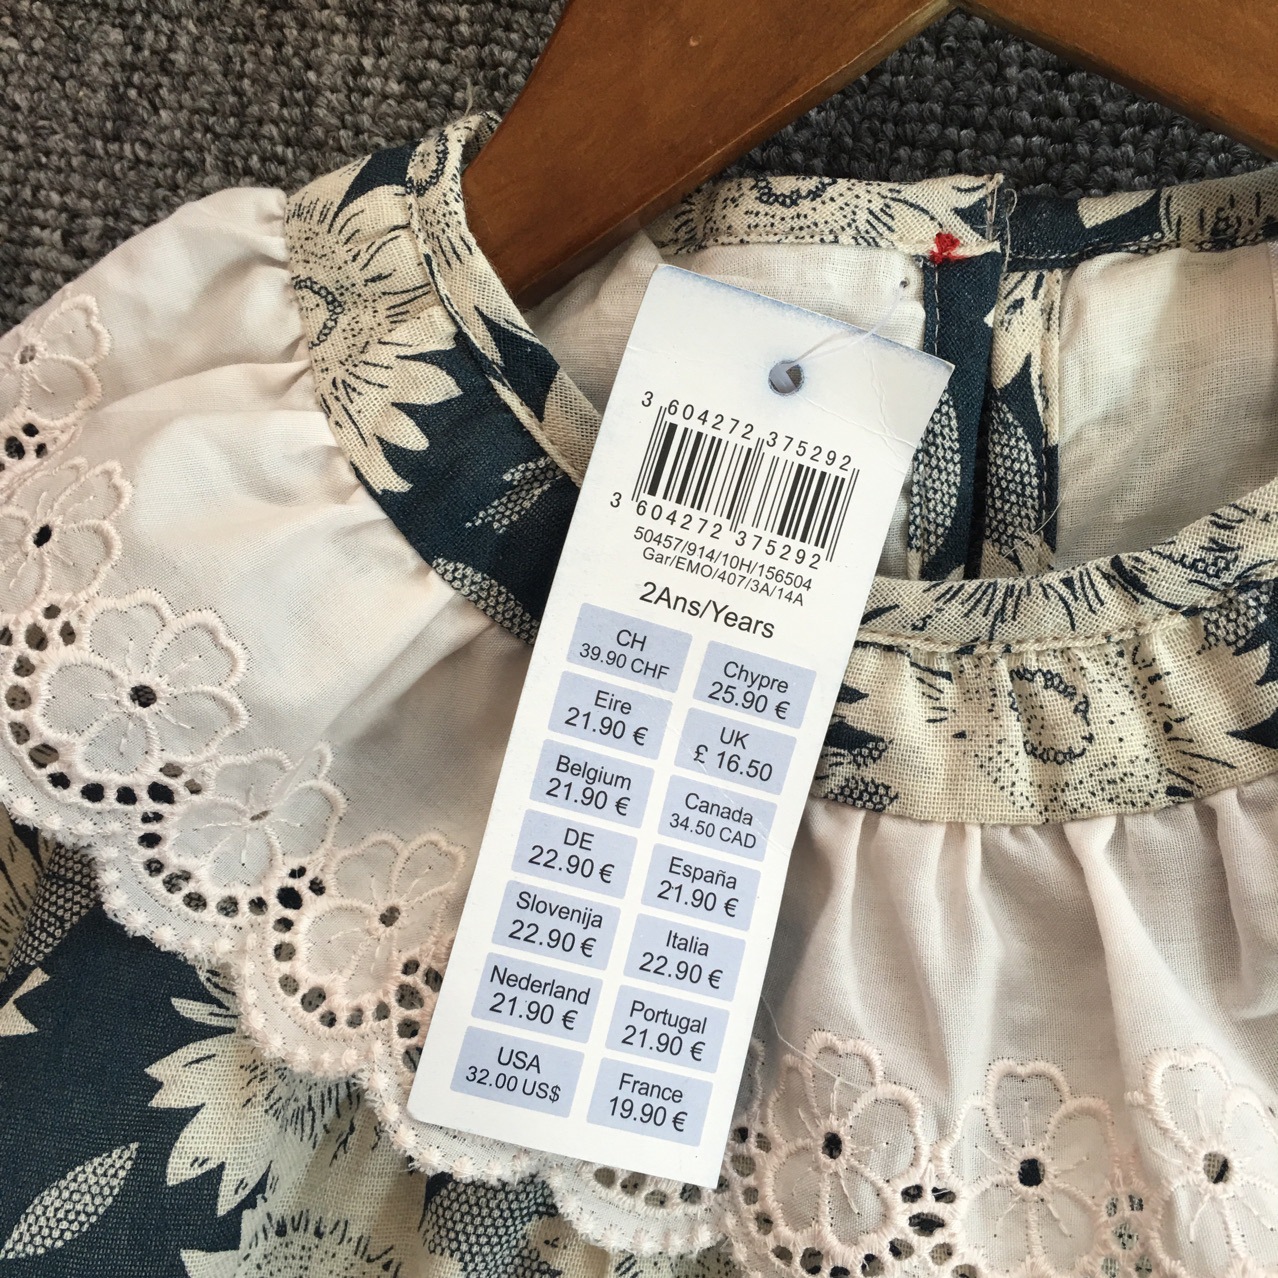 3 604272 375292
3 604272 375292
50457/914/10H/156504
Gar/EMO/407/3A/14A
2Ans/Years
CH
39.90 CHF
Chypre
25.90 €
Eire
21.90 €
UK
£ 16.50
Belgium
21.90 €
Canada
34.50 CAD
DE
22.90 €
España
21.90 €
Slovenija
22.90 €
Italia
22.90 €
Nederland
21.90 €
Portugal
21.90 €
USA
32.00 US$
France
19.90 €